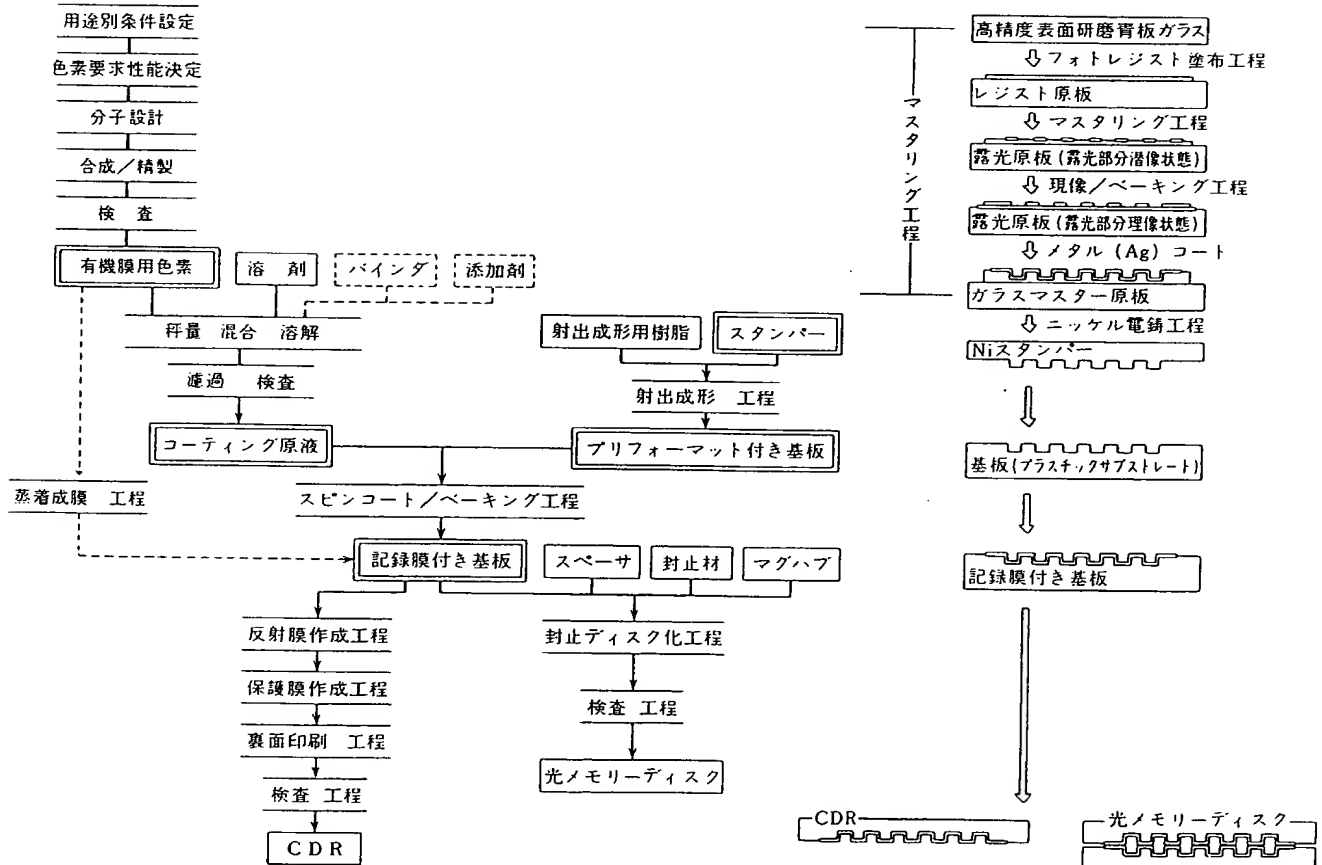 用途別条件設定
色素要求性能決定
分子設計
合成/精製
検 査
有機膜用色素
溶 剤
バインダ
添加剤
秤量 混合 溶解
濾過 検査
コーティング原液
射出成形用樹脂
スタンパー
射出成形 工程
プリフォーマット付き基板
蒸着成膜 工程
スピンコート/ベーキング工程
記録膜付き基板
スペーサ
封止材
マグハブ
反射膜作成工程
保護膜作成工程
裏面印刷 工程
検査 工程
CDR
封止ディスク化工程
検査 工程
光メモリーディスク
マスタリング工程
高精度表面研磨青板ガラス
フォトレジスト塗布工程
レジスト原板
マスタリング工程
露光原板(露光部分潜像状態)
現像/ベーキング工程
露光原板(露光部分理像状態)
メタル(Ag)コート
ガラスマスター原板
ニッケル電鋳工程
Niスタンパー
基板(プラスチックサブストレート)
記録膜付き基板
CDR
光メモリーディスク